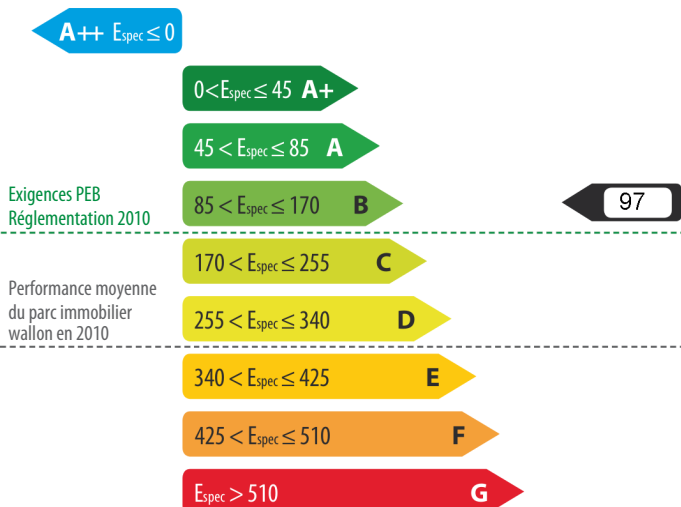 A++ Espec ≤ 0
0 < Espec ≤ 45 A+
45 < Espec ≤ 85 A
Exigences PEB
Réglementation 2010
85 < Espec ≤ 170 B
97
170 < Espec ≤ 255 C
Performance moyenne
du parc immobilier
wallon en 2010
255 < Espec ≤ 340 D
340 < Espec ≤ 425 E
425 < Espec ≤ 510 F
Espec > 510 G